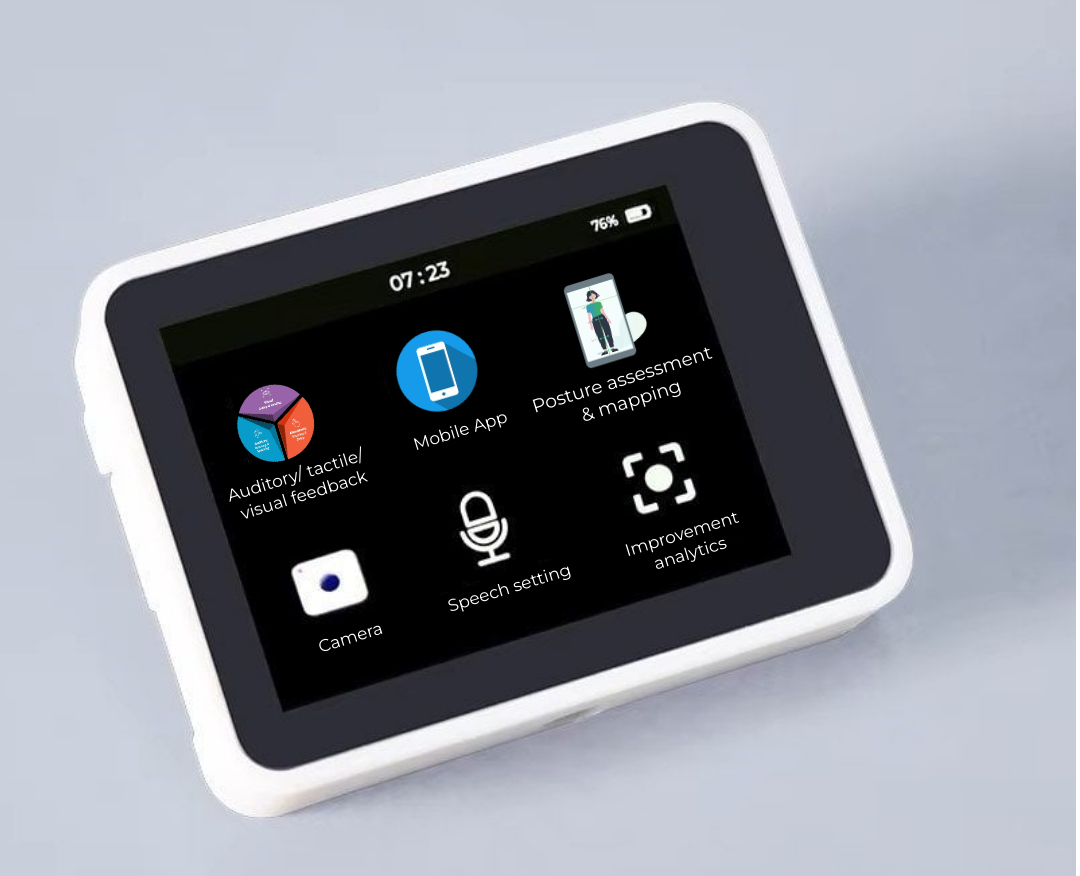 07:23
76%
Auditory/ tactile/
visual feedback
Mobile App
Posture assessment
& mapping
Camera
Speech setting
Improvement
analytics